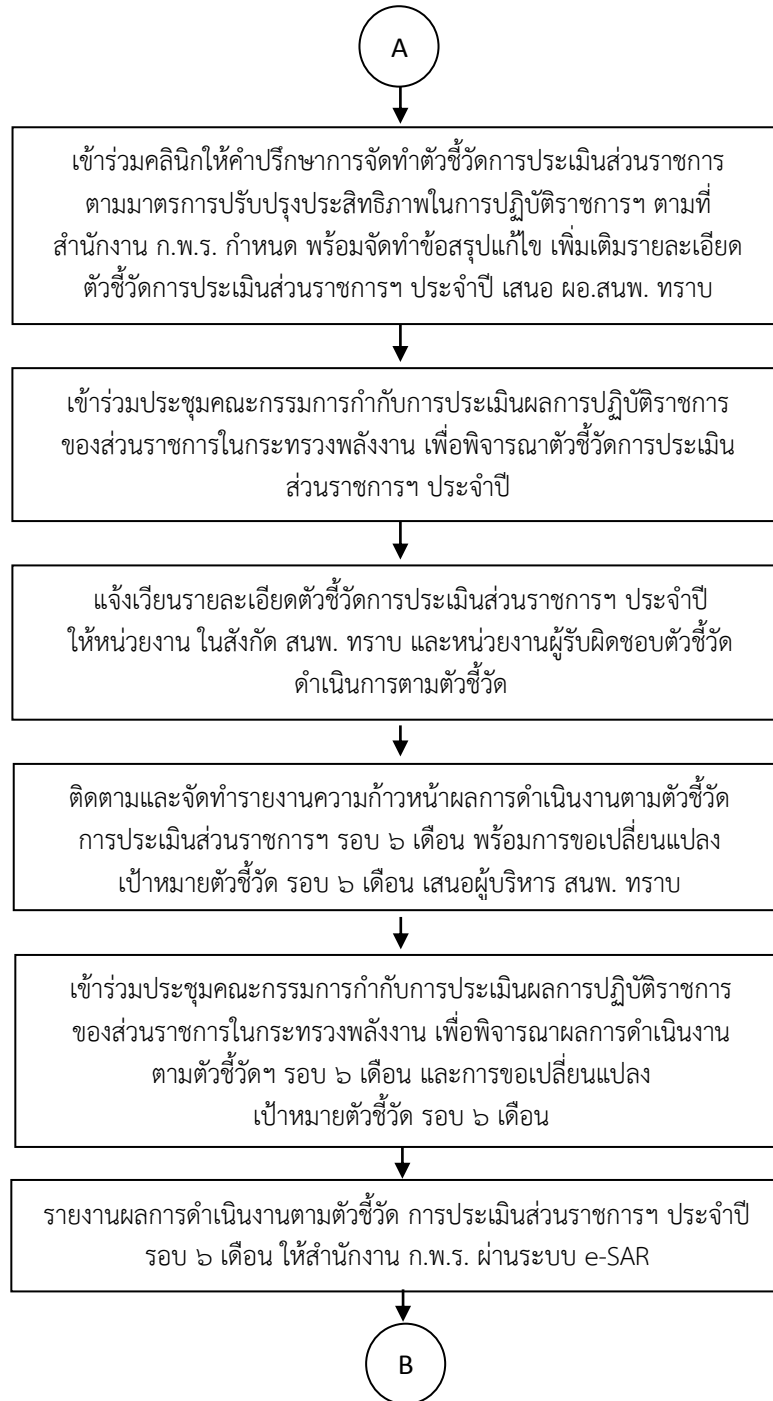 A
เข้าร่วมคลินิกให้คำปรึกษาการจัดทำตัวชี้วัดการประเมินส่วนราชการ
ตามมาตรการปรับปรุงประสิทธิภาพในการปฏิบัติราชการฯ ตามที่
สำนักงาน ก.พ.ร. กำหนด พร้อมจัดทำข้อสรุปแก้ไข เพิ่มเติมรายละเอียด
ตัวชี้วัดการประเมินส่วนราชการฯ ประจำปี เสนอ ผอ.สนพ. ทราบ
เข้าร่วมประชุมคณะกรรมการกำกับการประเมินผลการปฏิบัติราชการ
ของส่วนราชการในกระทรวงพลังงาน เพื่อพิจารณาตัวชี้วัดการประเมิน
ส่วนราชการฯ ประจำปี
แจ้งเวียนรายละเอียดตัวชี้วัดการประเมินส่วนราชการฯ ประจำปี
ให้หน่วยงาน ในสังกัด สนพ. ทราบ และหน่วยงานผู้รับผิดชอบตัวชี้วัด
ดำเนินการตามตัวชี้วัด
ติดตามและจัดทำรายงานความก้าวหน้าผลการดำเนินงานตามตัวชี้วัด
การประเมินส่วนราชการฯ รอบ ๖ เดือน พร้อมการขอเปลี่ยนแปลง
เป้าหมายตัวชี้วัด รอบ ๖ เดือน เสนอผู้บริหาร สนพ. ทราบ
เข้าร่วมประชุมคณะกรรมการกำกับการประเมินผลการปฏิบัติราชการ
ของส่วนราชการในกระทรวงพลังงาน เพื่อพิจารณาผลการดำเนินงาน
ตามตัวชี้วัดฯ รอบ ๖ เดือน และการขอเปลี่ยนแปลง
เป้าหมายตัวชี้วัด รอบ ๖ เดือน
รายงานผลการดำเนินงานตามตัวชี้วัด การประเมินส่วนราชการฯ ประจำปี
รอบ ๖ เดือน ให้สำนักงาน ก.พ.ร. ผ่านระบบ e-SAR
B